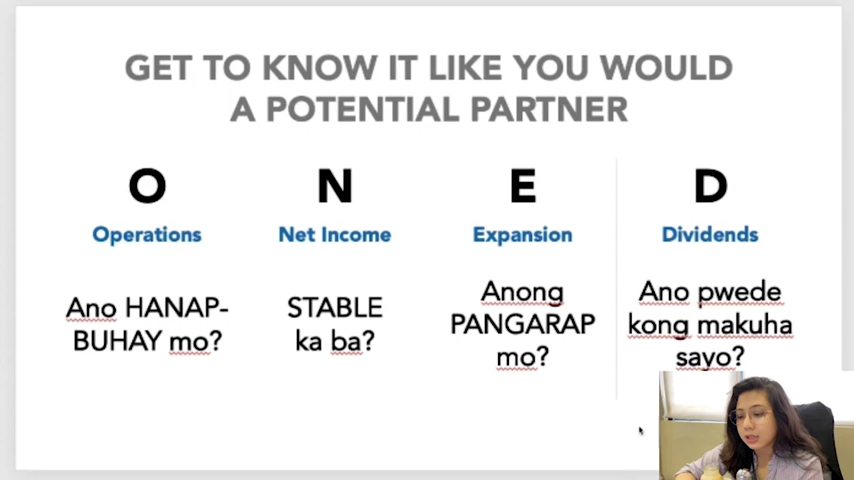 GET TO KNOW IT LIKE YOU WOULD
A POTENTIAL PARTNER
O
Operations
Ano HANAP-
BUHAY mo?
N
Net Income
STABLE
ka ba?
E
Expansion
Anong
PANGARAP
mo?
D
Dividends
Ano pwede
kong makuha
sayo?